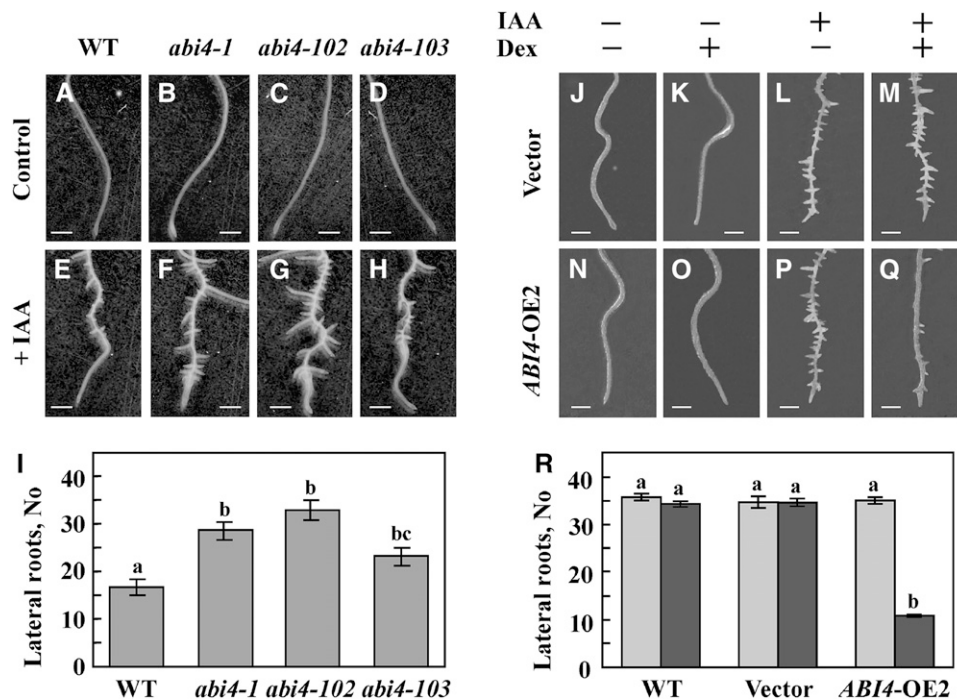 WT abi4-1 abi4-102 abi4-103
Control
A B C D
+ IAA
E F G H
I
Lateral roots, No
40
30
20
10
0
a b b bc
WT abi4-1 abi4-102 abi4-103
IAA − − + +
Dex − + − +
Vector
J K L M
ABI4-OE2
N O P Q
R
Lateral roots, No
40
30
20
10
0
a a a a a b
WT Vector ABI4-OE2